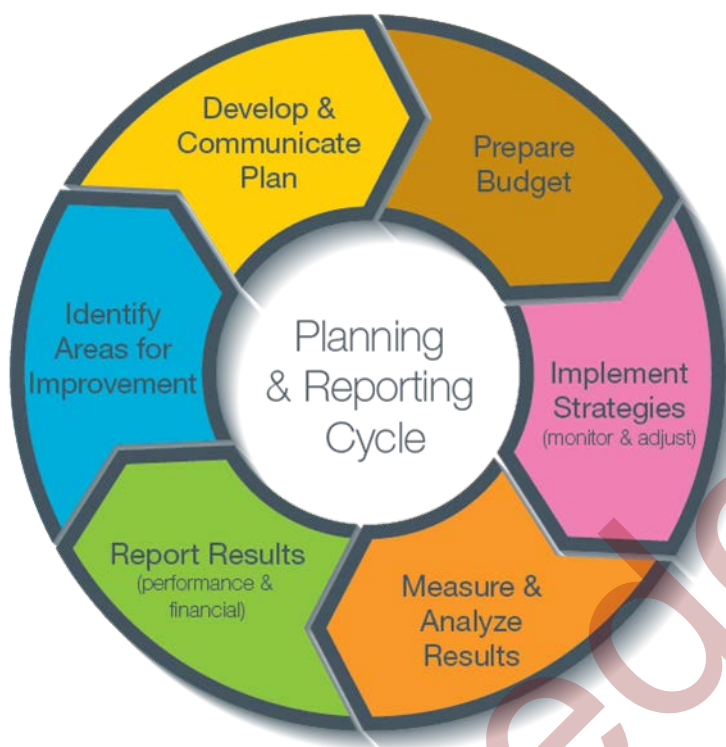 Planning
& Reporting
Cycle
Develop &
Communicate
Plan
Prepare
Budget
Implement
Strategies
(monitor & adjust)
Measure &
Analyze
Results
Report Results
(performance &
financial)
Identify
Areas for
Improvement